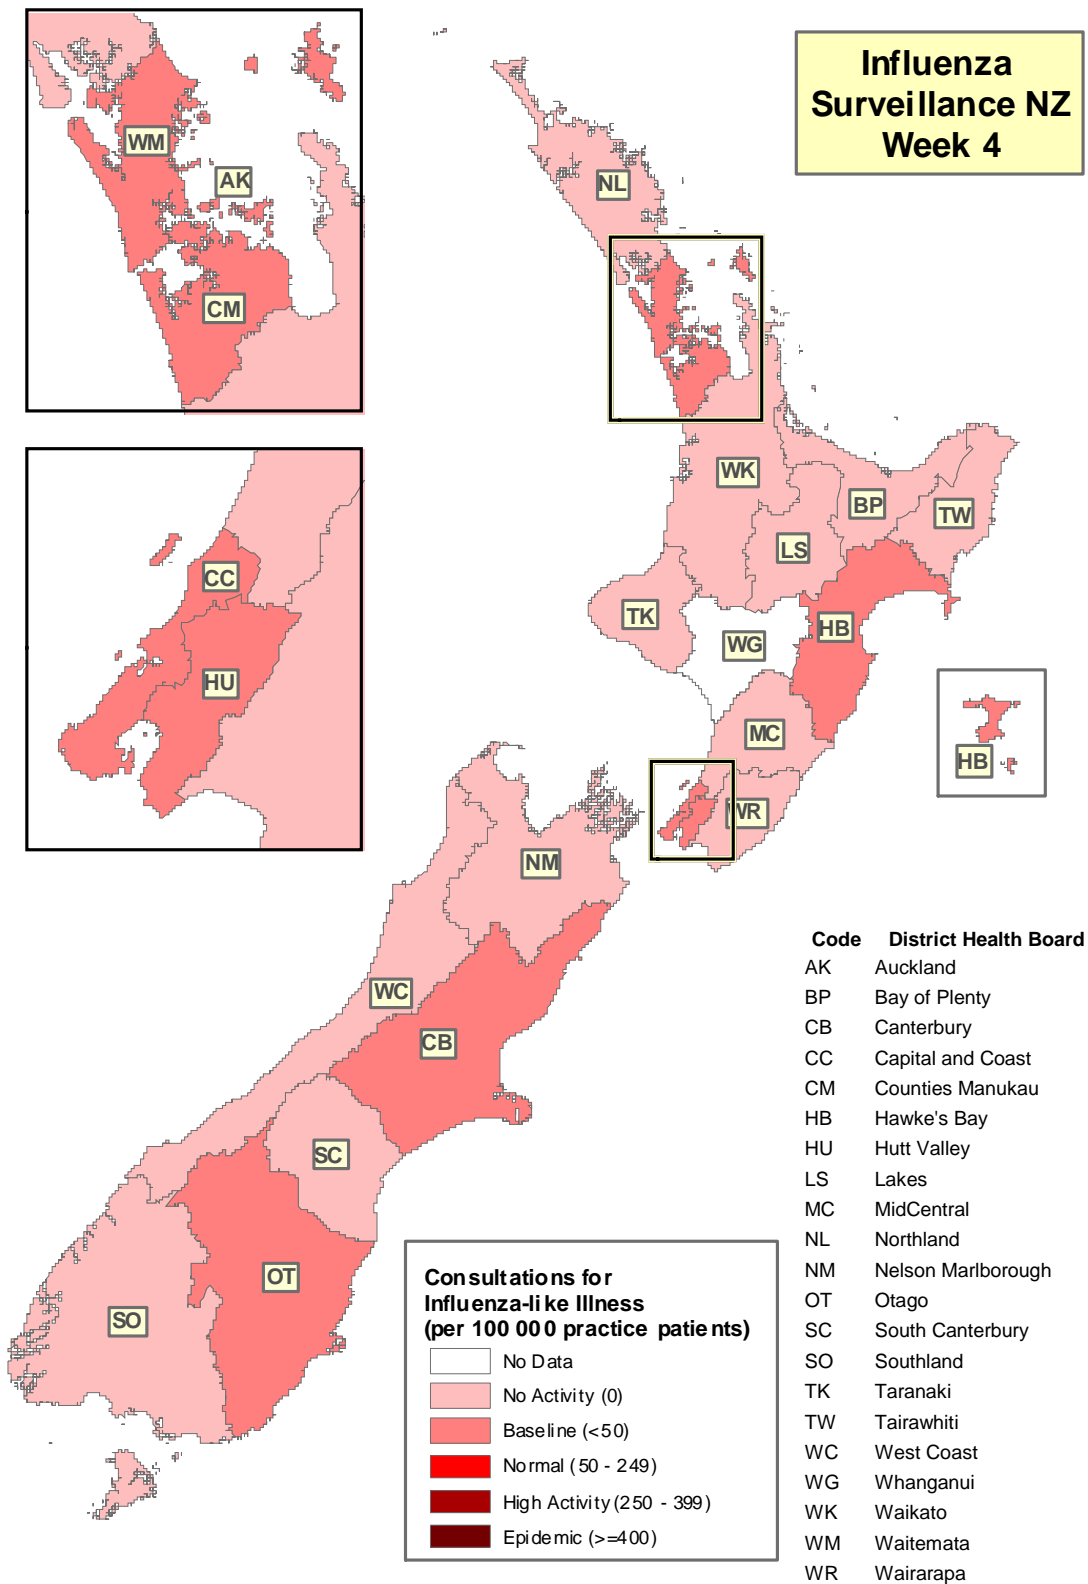 Influenza
Surveillance NZ
Week 4
WM
AK
CM
NL
WK
BP
TW
LS
TK
HB
WG
MC
WR
HB
CC
HU
NM
WC
CB
SC
OT
SO
Code District Health Board
AK Auckland
BP Bay of Plenty
CB Canterbury
CC Capital and Coast
CM Counties Manukau
HB Hawke's Bay
HU Hutt Valley
LS Lakes
MC MidCentral
NL Northland
NM Nelson Marlborough
OT Otago
SC South Canterbury
SO Southland
TK Taranaki
TW Tairawhiti
WC West Coast
WG Whanganui
WK Waikato
WM Waitemata
WR Wairarapa
Consultations for
Influenza-like Illness
(per 100 000 practice patients)
No Data
No Activity (0)
Baseline (<50)
Normal (50 - 249)
High Activity (250 - 399)
Epidemic (>=400)